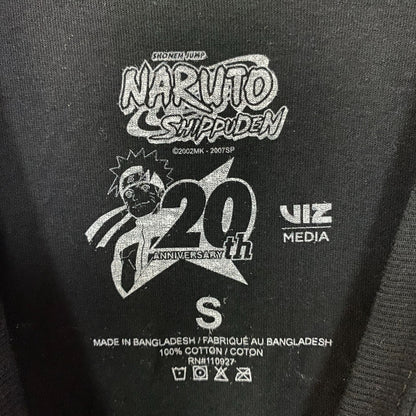 SHONEN JUMP
NARUTO
SHIPPUDEN
©2002MK - 2007SP
20th
ANNIVERSARY
VIZ
MEDIA
S
MADE IN BANGLADESH / FABRIQUÉ AU BANGLADESH
100% COTTON / COTON
RN#110927